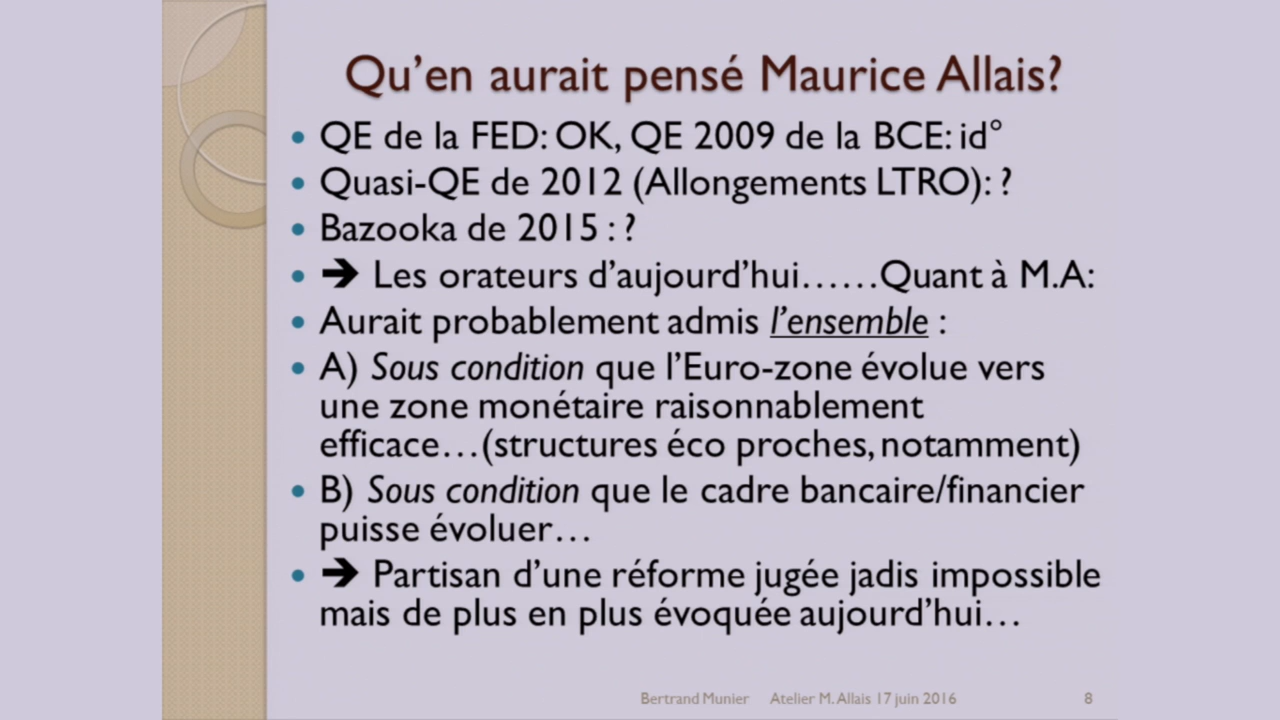 Qu'en aurait pensé Maurice Allais?
• QE de la FED: OK, QE 2009 de la BCE: id°
• Quasi-QE de 2012 (Allongements LTRO): ?
• Bazooka de 2015 : ?
• ➔ Les orateurs d'aujourd'hui……Quant à M.A:
• Aurait probablement admis l'ensemble :
• A) Sous condition que l'Euro-zone évolue vers
une zone monétaire raisonnablement
efficace…(structures éco proches, notamment)
• B) Sous condition que le cadre bancaire/financier
puisse évoluer…
• ➔ Partisan d'une réforme jugée jadis impossible
mais de plus en plus évoquée aujourd'hui…
Bertrand Munier Atelier M. Allais 17 juin 2016 8